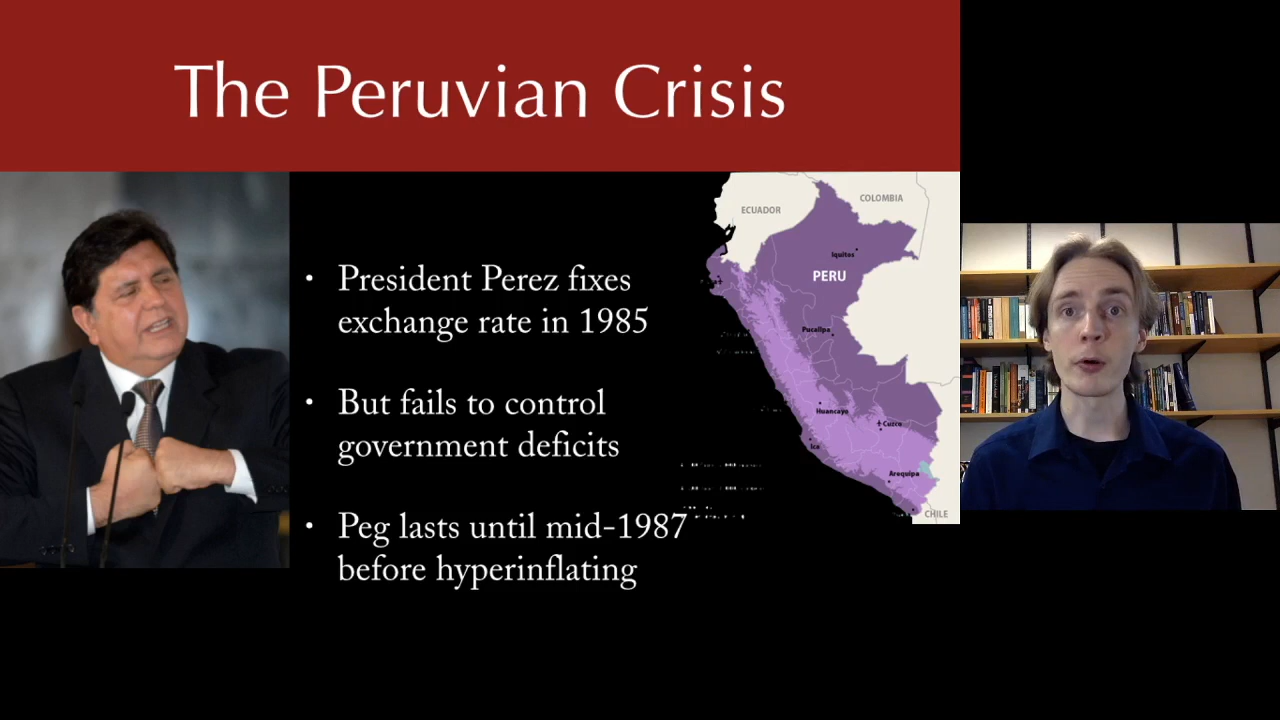 The Peruvian Crisis
ECUADOR
COLOMBIA
Iquitos
PERU
Pucallpa
Huancayo
Cuzco
Ica
Arequipa
CHILE
• President Perez fixes
exchange rate in 1985
• But fails to control
government deficits
• Peg lasts until mid-1987
before hyperinflating